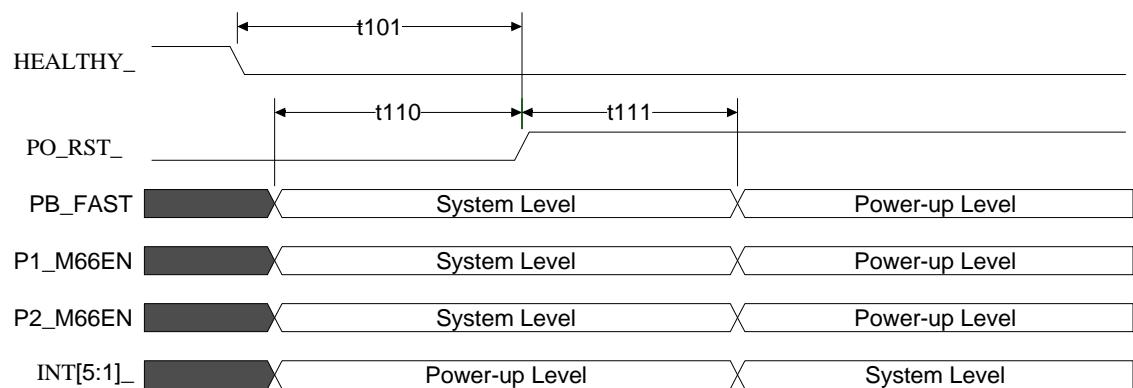 t101
HEALTHY_
t110 t111
PO_RST_
PB_FAST System Level Power-up Level
P1_M66EN System Level Power-up Level
P2_M66EN System Level Power-up Level
INT[5:1]_ Power-up Level System Level